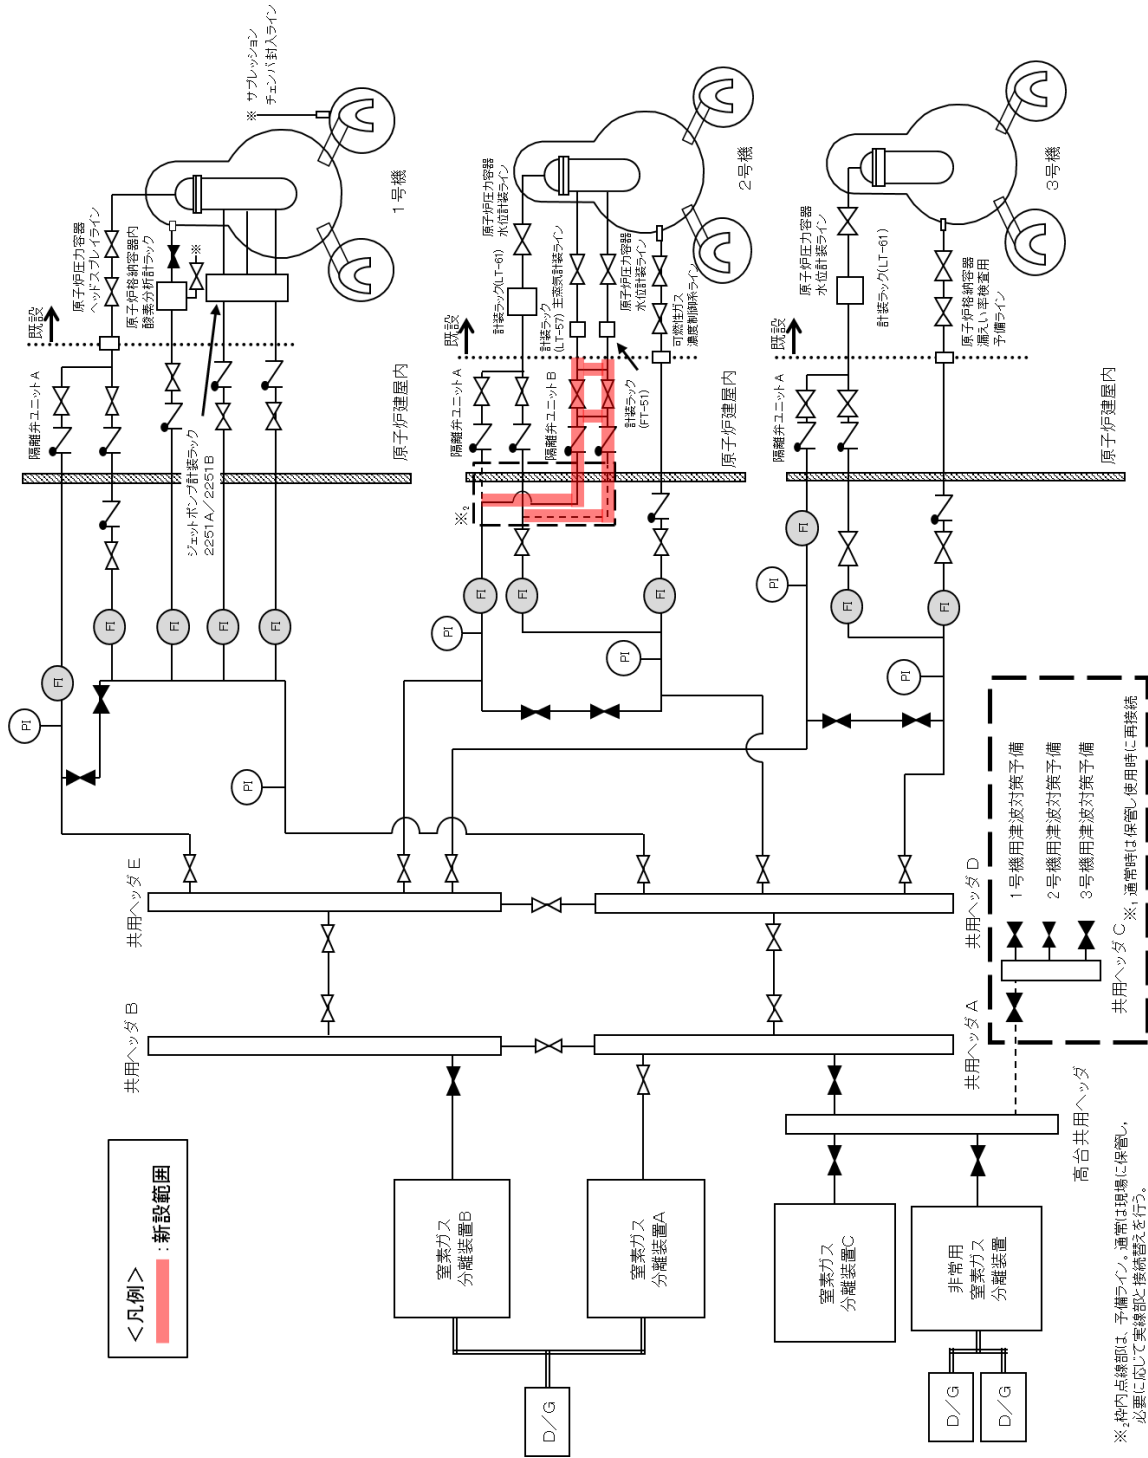 <凡例>
：新設範囲
D/G
窒素ガス
分離装置B
窒素ガス
分離装置A
窒素ガス
分離装置C
非常用
窒素ガス
分離装置
D/G
D/G
共用ヘッダ B
共用ヘッダ A
高台共用ヘッダ
共用ヘッダ E
共用ヘッダ D
共用ヘッダ C
1号機用津波対策予備
2号機用津波対策予備
3号機用津波対策予備
※1 通常時は保管し使用時に再接続
※2 枠内点線部は、予備ライン。通常は現場に保管し、
必要に応じて実線部と接続替えを行う。
PI
FI
PI
FI
FI
FI
FI
隔離弁ユニットA
既設
原子炉圧力容器
ヘッドスプレイライン
原子炉格納容器内
酸素分析計ラック
※
※ サプレッション
チェンバ封入ライン
ジェットポンプ計装ラック
2251A/2251B
原子炉建屋内
1号機
PI
FI
FI
PI
FI
※2
隔離弁ユニットA
既設
計装ラック(LT-61)
原子炉圧力容器
水位計装ライン
隔離弁ユニットB
計装ラック
(LT-57)
主蒸気計装ライン
原子炉圧力容器
水位計装ライン
計装ラック
(FT-51)
可燃性ガス
濃度制御系ライン
原子炉建屋内
2号機
PI
FI
FI
PI
FI
隔離弁ユニットA
既設
原子炉圧力容器
水位計装ライン
計装ラック(LT-61)
原子炉格納容器
漏えい率検査用
予備ライン
原子炉建屋内
3号機